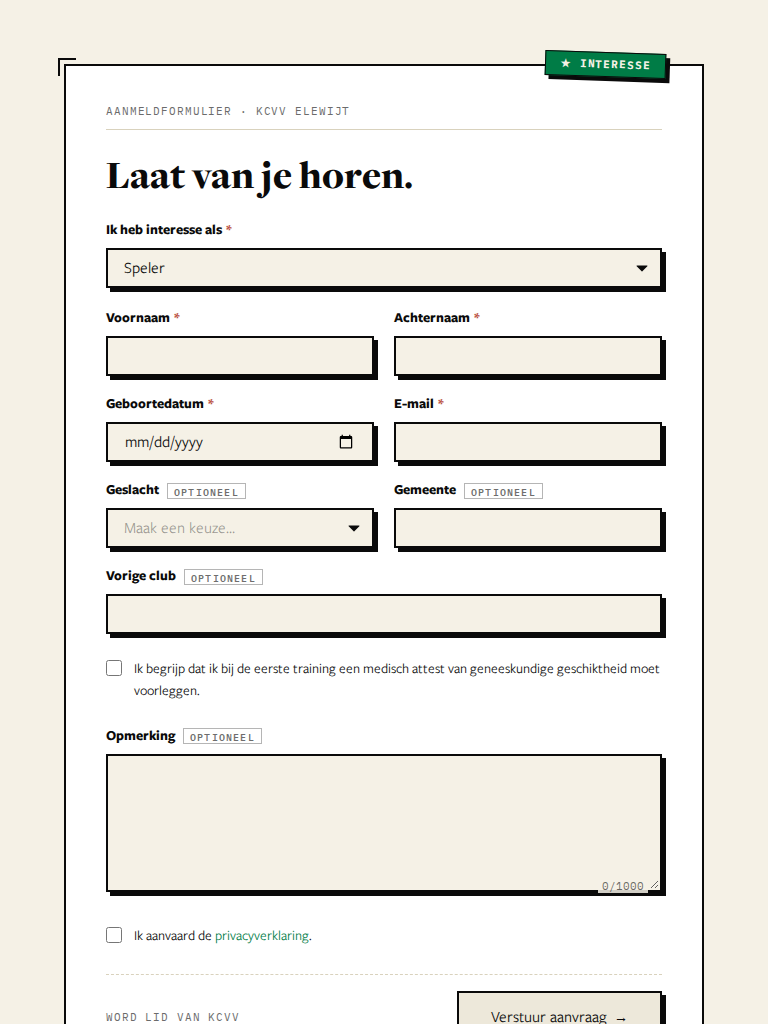 ★ INTERESSE
AANMELDFORMULIER · KCVV ELEWIJT
Laat van je horen.
Ik heb interesse als *
Speler
Voornaam *
Achternaam *
Geboortedatum *
E-mail *
mm/dd/yyyy
Geslacht OPTIONEEL
Gemeente OPTIONEEL
Maak een keuze...
Vorige club OPTIONEEL
Ik begrijp dat ik bij de eerste training een medisch attest van geneeskundige geschiktheid moet
voorleggen.
Opmerking OPTIONEEL
0/1000
Ik aanvaard de privacyverklaring.
WORD LID VAN KCVV
Verstuur aanvraag →